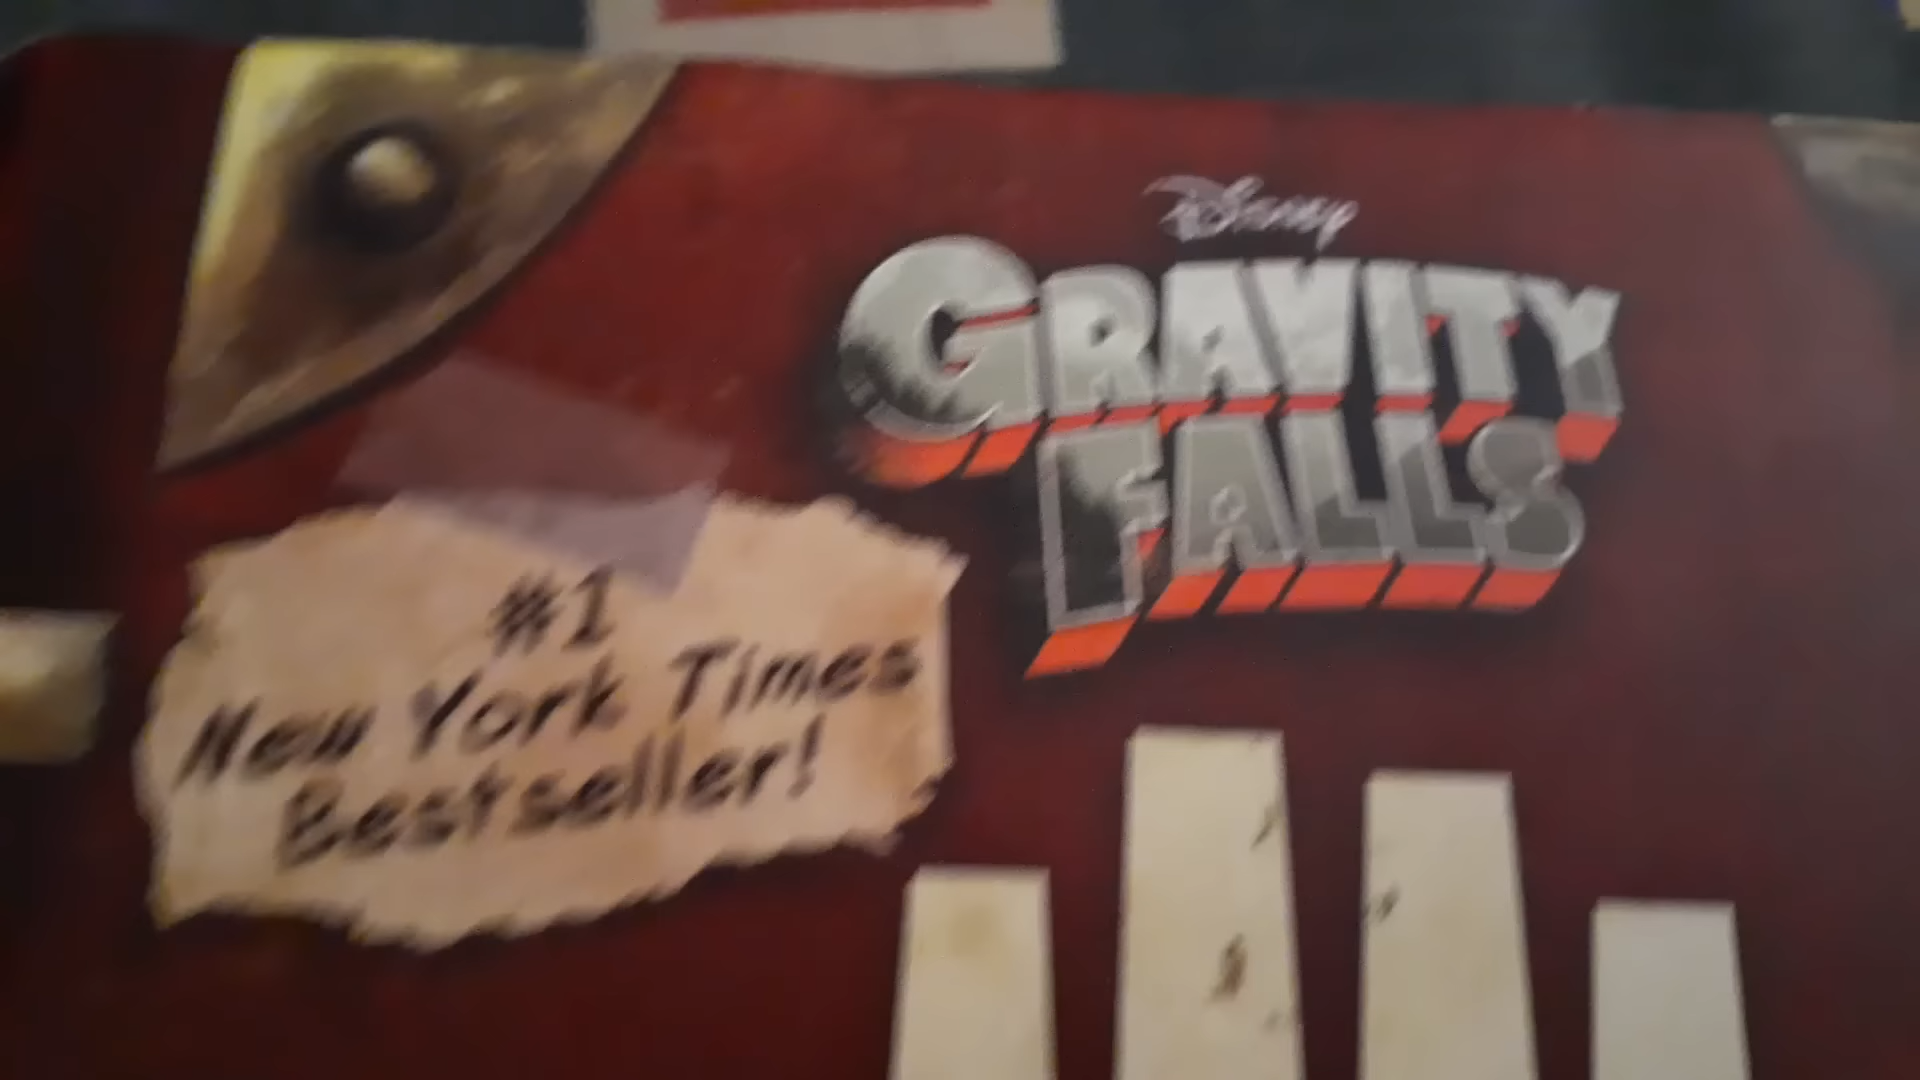 Disney
GRAVITY
FALLS
#1
New York Times
Bestseller!